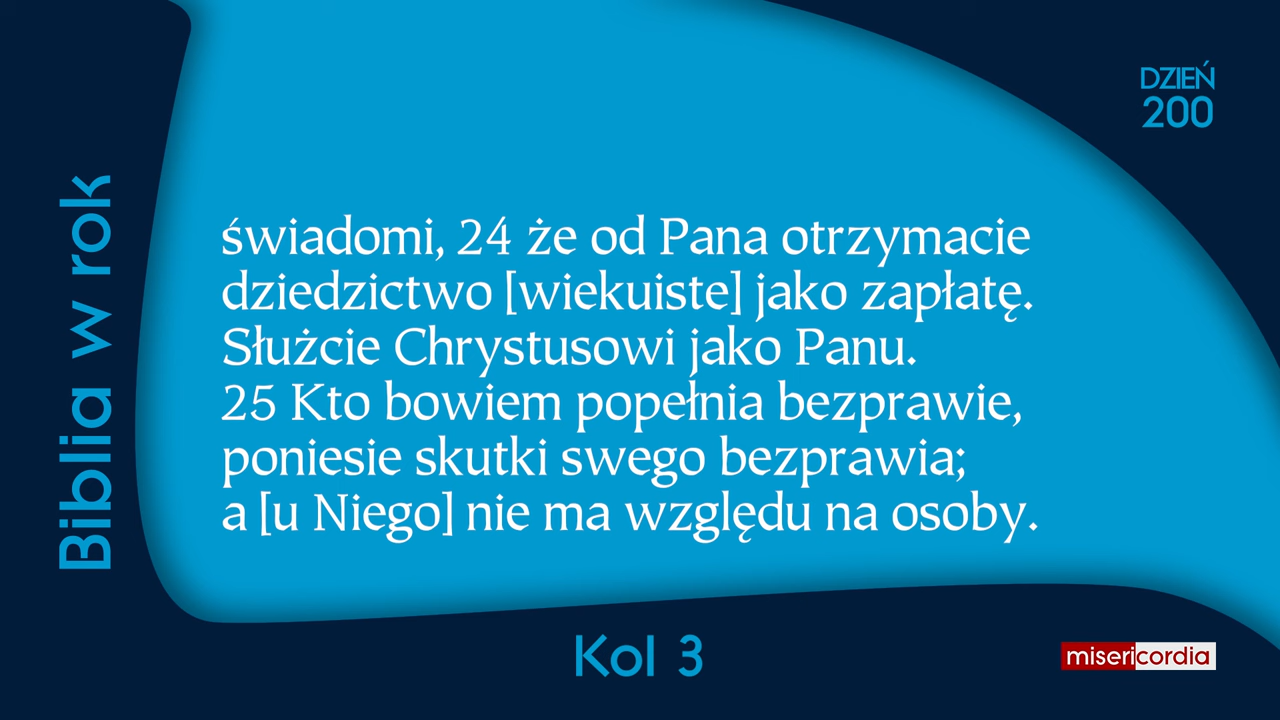 DZIEŃ
200
Biblia w rok
świadomi, 24 że od Pana otrzymacie
dziedzictwo [wiekuiste] jako zapłatę.
Służcie Chrystusowi jako Panu.
25 Kto bowiem popełnia bezprawie,
poniesie skutki swego bezprawia;
a [u Niego] nie ma względu na osoby.
Kol 3
misericordia